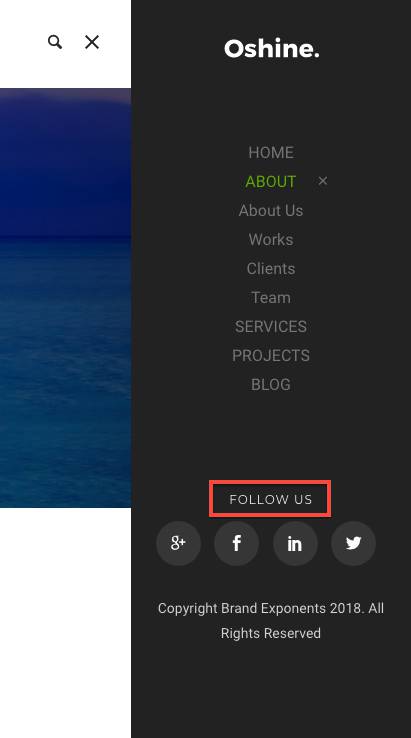 Oshine.
HOME
ABOUT
About Us
Works
Clients
Team
SERVICES
PROJECTS
BLOG
FOLLOW US
Copyright Brand Exponents 2018. All
Rights Reserved